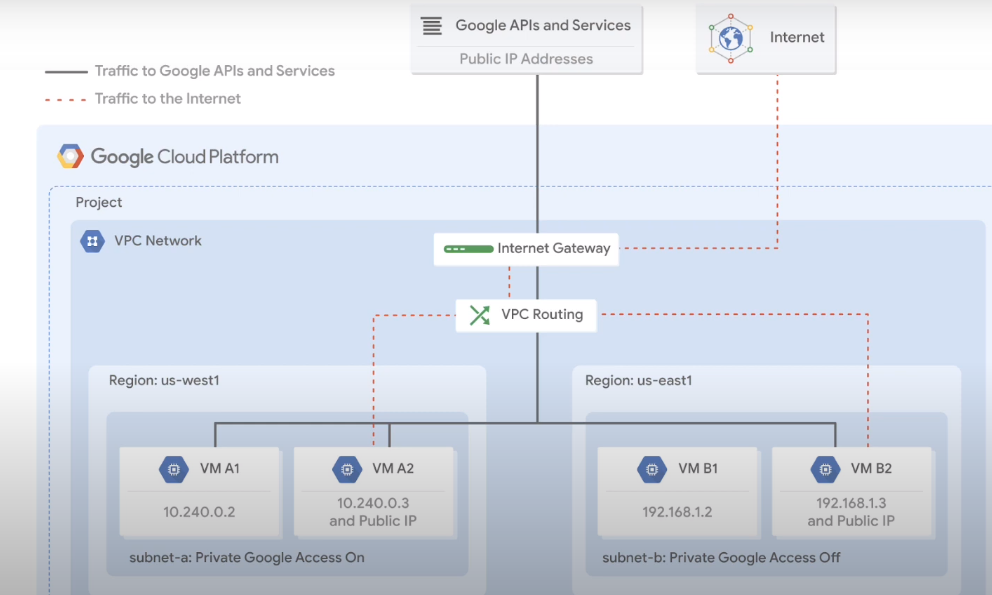 Google APIs and Services
Public IP Addresses
Internet
Traffic to Google APIs and Services
Traffic to the Internet
Google Cloud Platform
Project
VPC Network
Internet Gateway
VPC Routing
Region: us-west1
VM A1
10.240.0.2
VM A2
10.240.0.3
and Public IP
subnet-a: Private Google Access On
Region: us-east1
VM B1
192.168.1.2
VM B2
192.168.1.3
and Public IP
subnet-b: Private Google Access Off